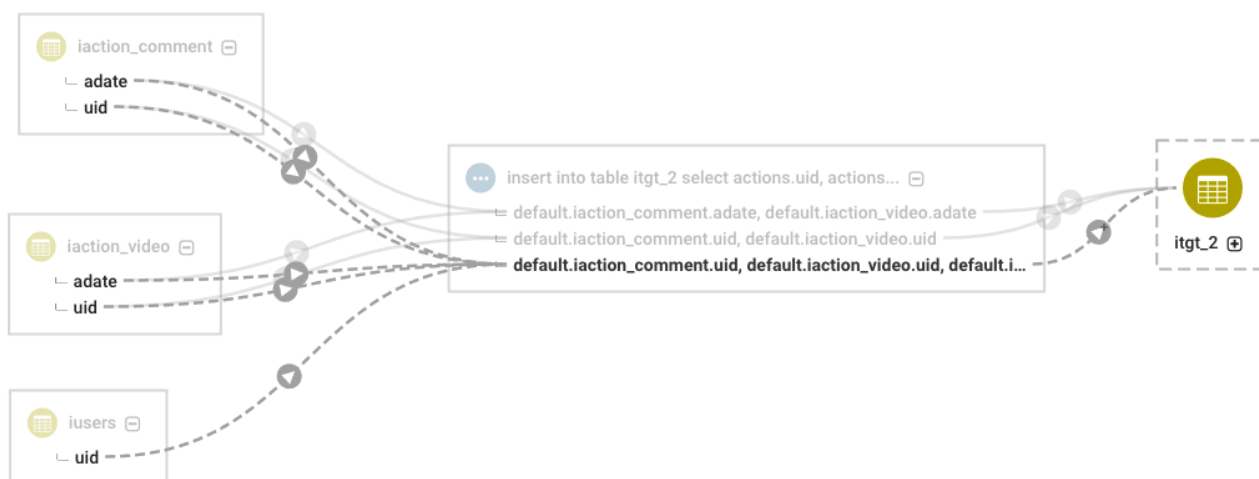 iaction_comment
adate
uid
insert into table itgt_2 select actions.uid, actions...
default.iaction_comment.adate, default.iaction_video.adate
default.iaction_comment.uid, default.iaction_video.uid
default.iaction_comment.uid, default.iaction_video.uid, default.i...
itgt_2
iaction_video
adate
uid
iusers
uid